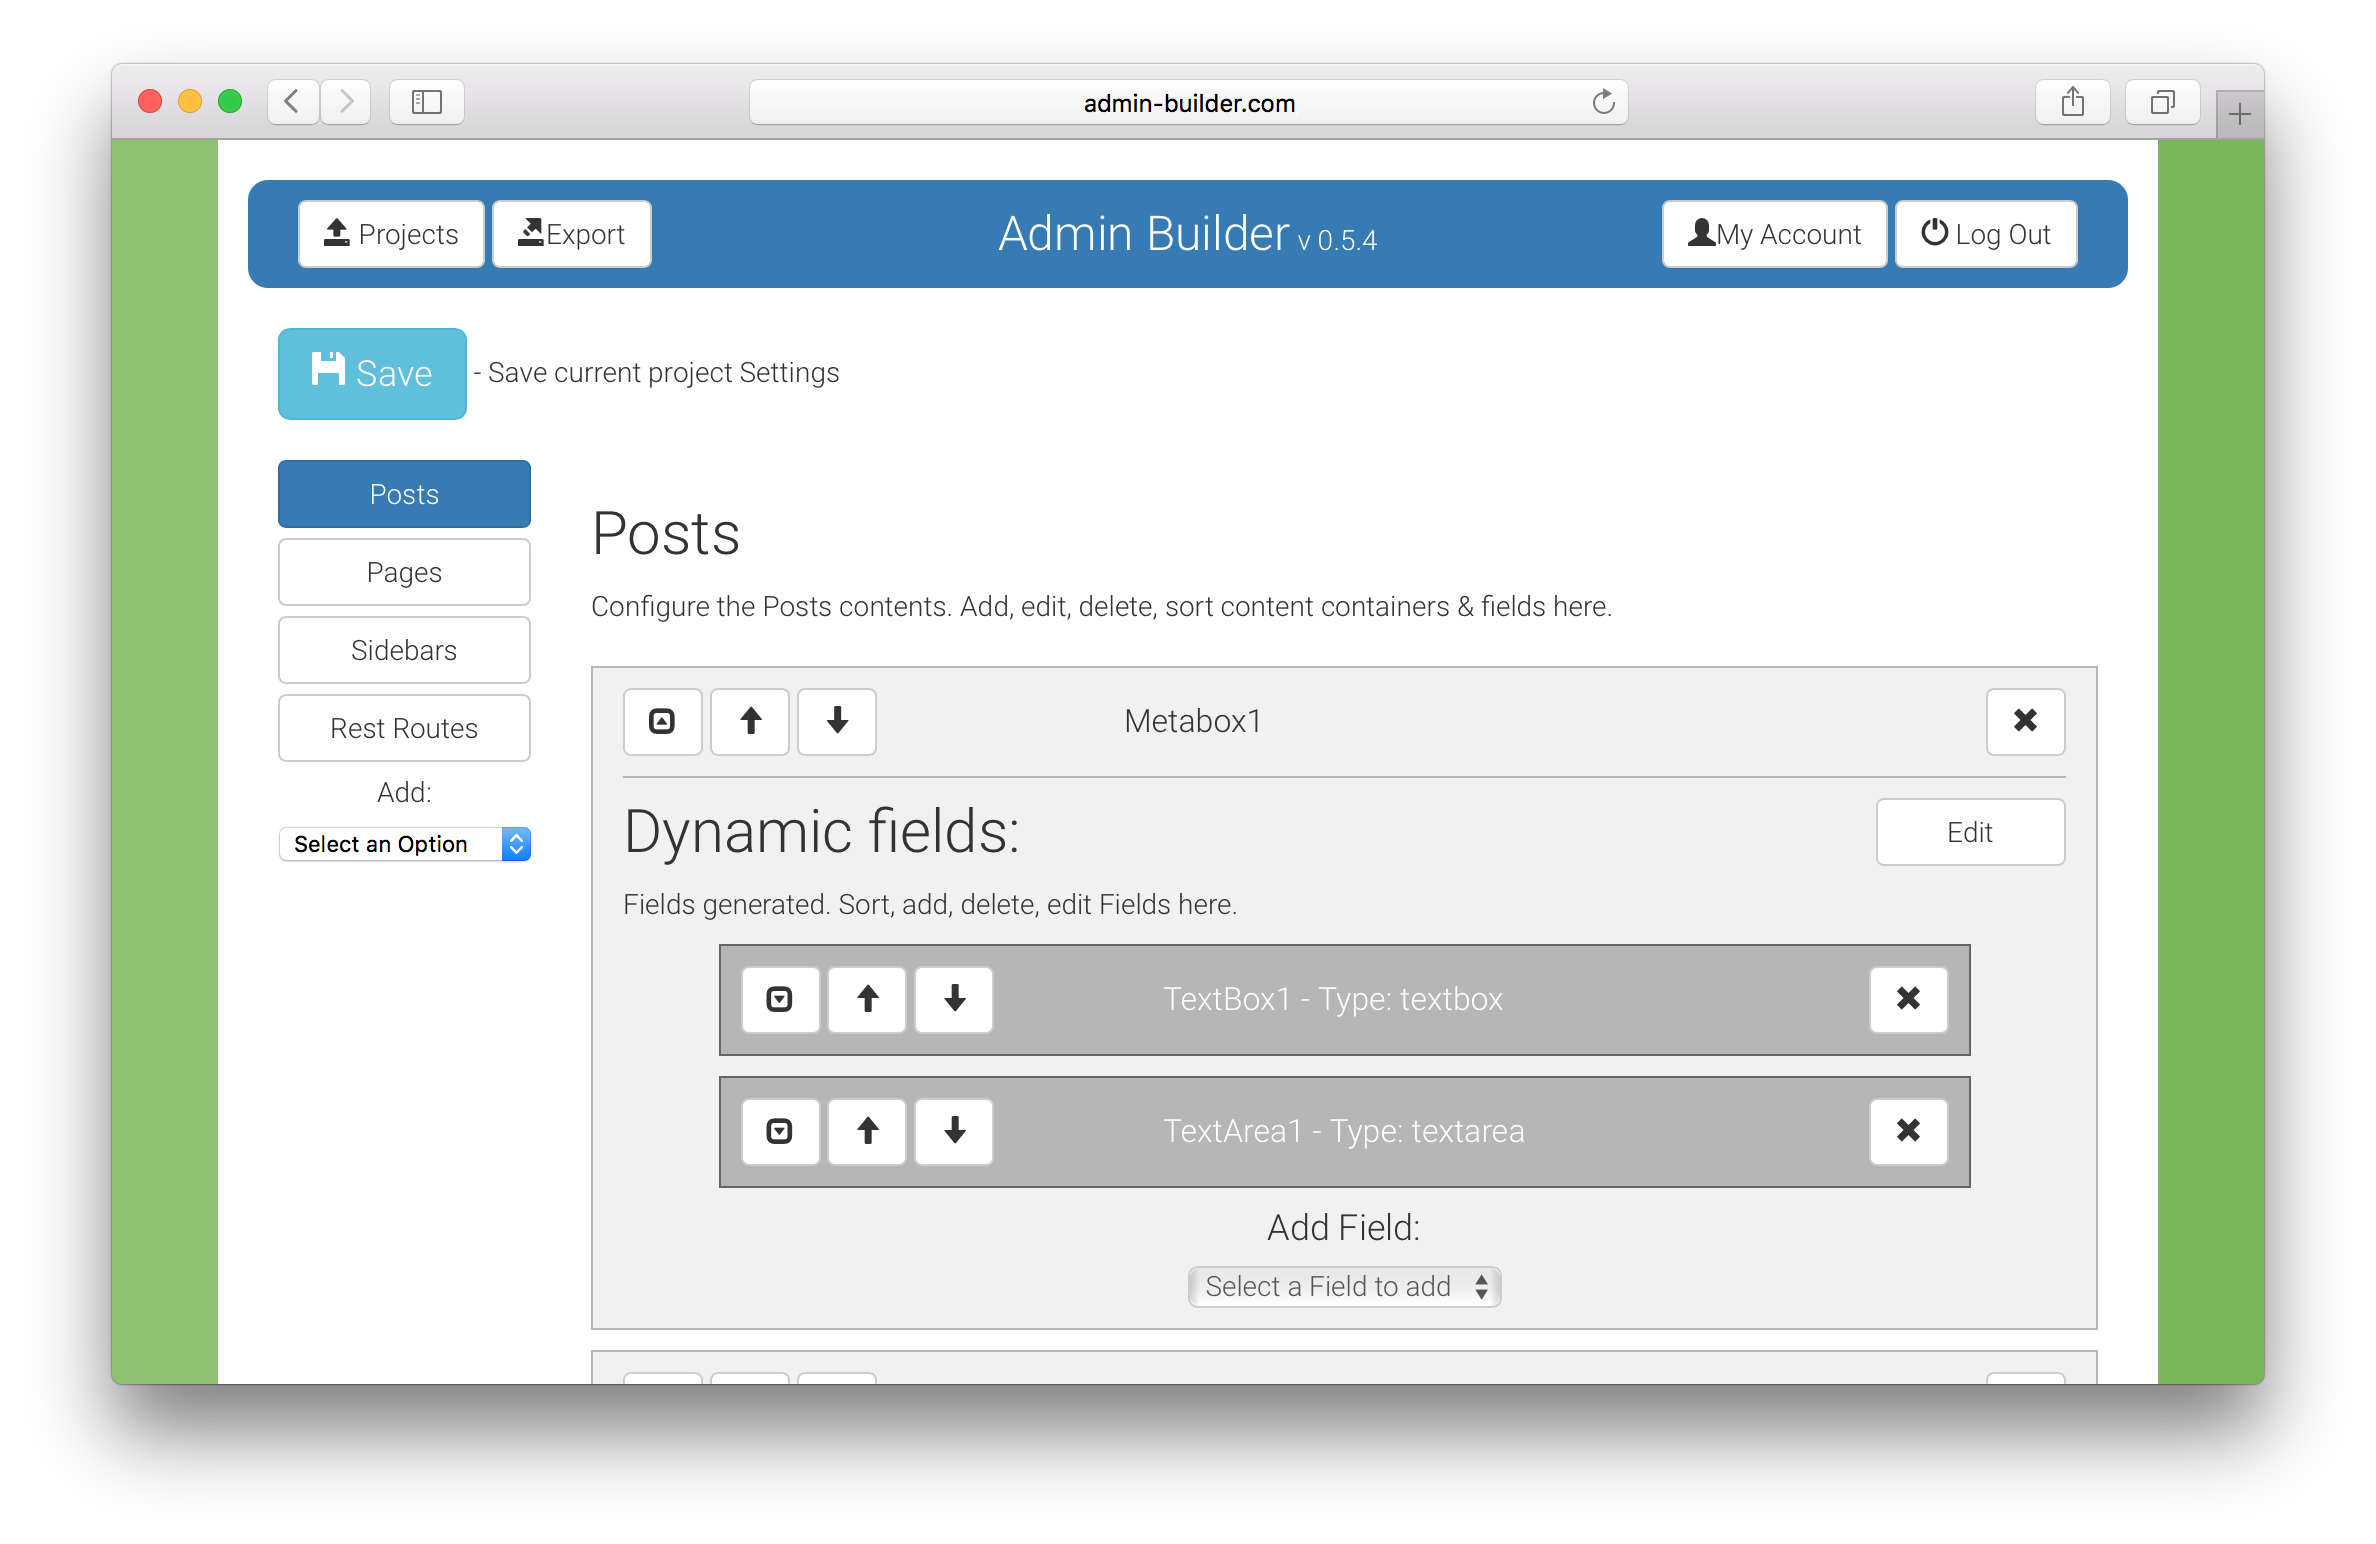 admin-builder.com
Projects
Export
Admin Builder v 0.5.4
My Account
Log Out
Save - Save current project Settings
Posts
Pages
Sidebars
Rest Routes
Add:
Select an Option
Posts
Configure the Posts contents. Add, edit, delete, sort content containers & fields here.
Metabox1
Dynamic fields:
Edit
Fields generated. Sort, add, delete, edit Fields here.
TextBox1 - Type: textbox
TextArea1 - Type: textarea
Add Field:
Select a Field to add